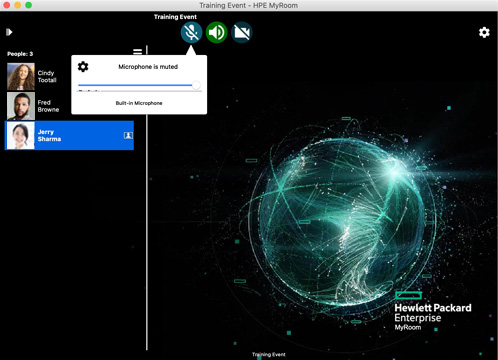 Training Event - HPE MyRoom
Training Event
People: 3
Microphone is muted
Built-in Microphone
Cindy
Tootall
Fred
Browne
Jerry
Sharma
Hewlett Packard
Enterprise
MyRoom
Training Event